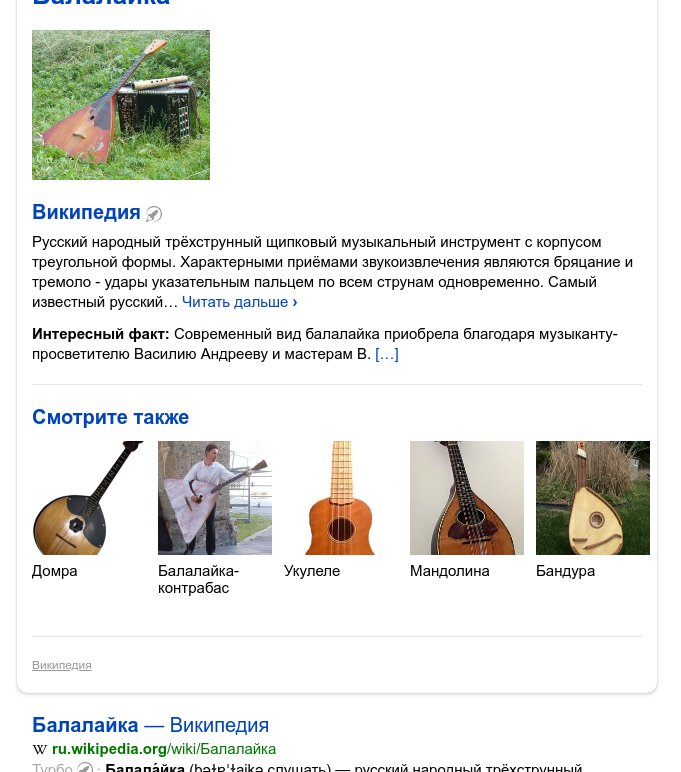 Балалайка
Википедия
Русский народный трёхструнный щипковый музыкальный инструмент с корпусом
треугольной формы. Характерными приёмами звукоизвлечения являются бряцание и
тремоло - удары указательным пальцем по всем струнам одновременно. Самый
известный русский… Читать дальше ›
Интересный факт: Современный вид балалайка приобрела благодаря музыканту-
просветителю Василию Андрееву и мастерам В. […]
Смотрите также
Домра
Балалайка-
контрабас
Укулеле
Мандолина
Бандура
Википедия
Балалайка — Википедия
W ru.wikipedia.org/wiki/Балалайка
Турбо · Балала́йка слушать) — русский народный трёхструнный